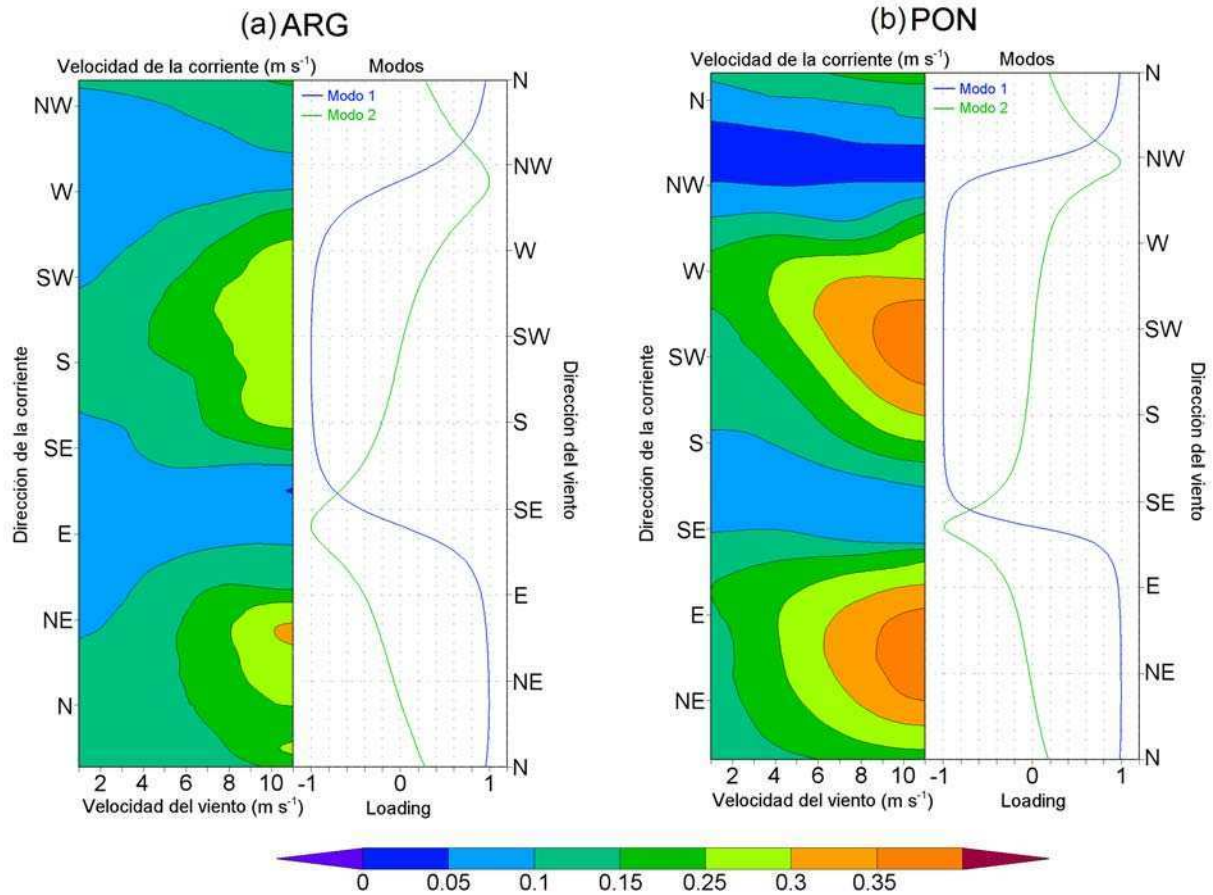 (a) ARG
Velocidad de la corriente (m s⁻¹)
Modos
Modo 1
Modo 2
NW
W
SW
S
SE
E
NE
N
Dirección de la corriente
N
NW
W
SW
S
SE
E
NE
N
Dirección del viento
2 4 6 8 10
-1 0 1
Velocidad del viento (m s⁻¹)
Loading
(b) PON
Velocidad de la corriente (m s⁻¹)
Modos
Modo 1
Modo 2
N
NW
W
SW
S
SE
E
NE
Dirección de la corriente
N
NW
W
SW
S
SE
E
NE
N
Dirección del viento
2 4 6 8 10
-1 0 1
Velocidad del viento (m s⁻¹)
Loading
0 0.05 0.1 0.15 0.25 0.3 0.35